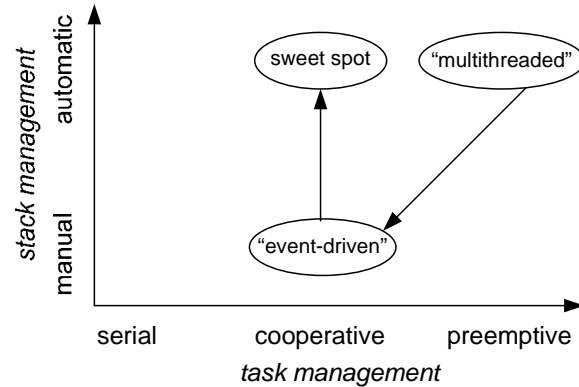 sweet spot
“multithreaded”
automatic
stack management
manual
“event-driven”
serial
cooperative
preemptive
task management